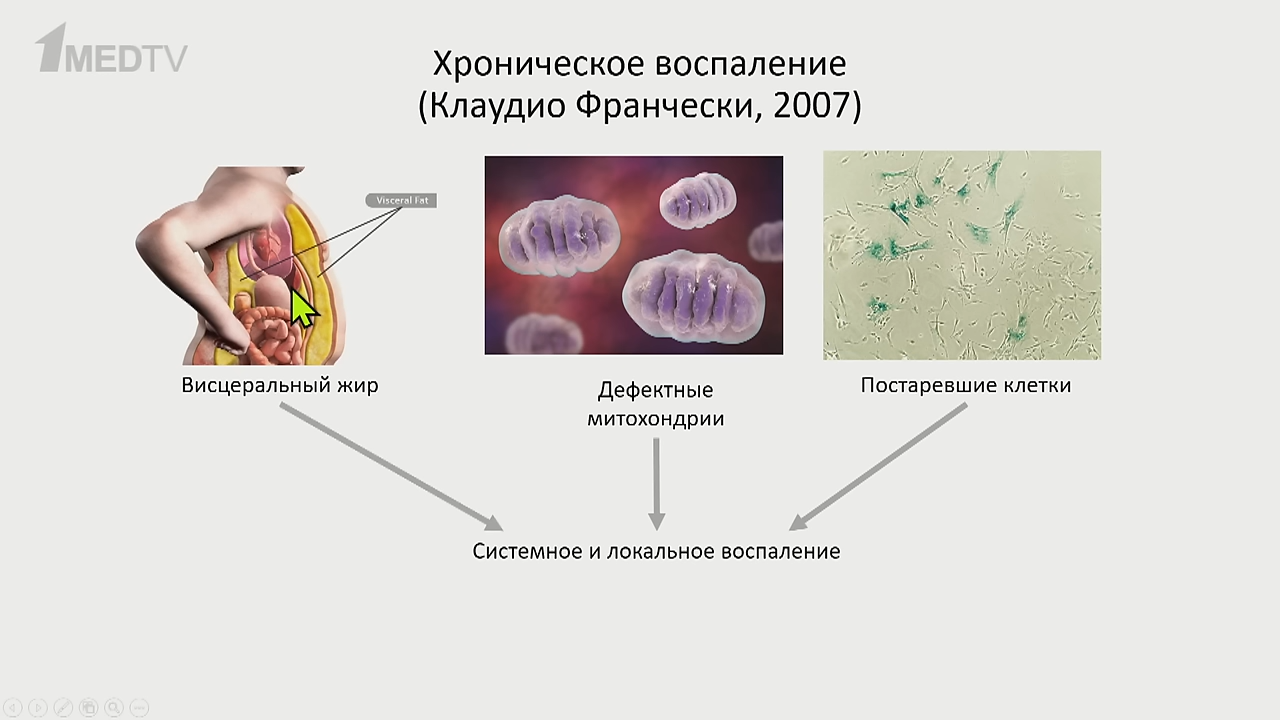 1MEDTV
Хроническое воспаление
(Клаудио Франчески, 2007)
Visceral Fat
Висцеральный жир
Дефектные
митохондрии
Постаревшие клетки
Системное и локальное воспаление